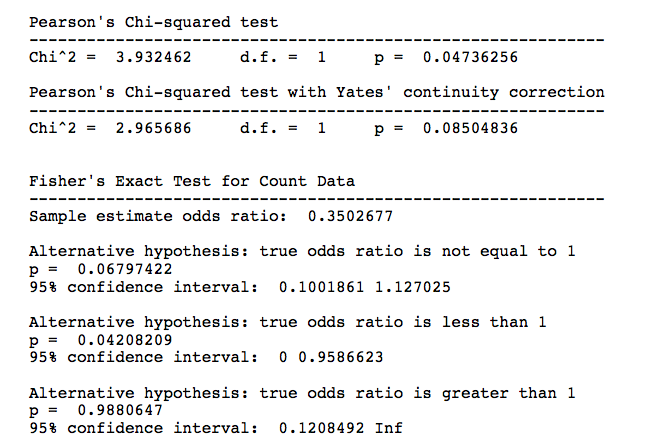 Pearson's Chi-squared test
------------------------------------------------------------
Chi^2 =  3.932462     d.f. =  1     p =  0.04736256
Pearson's Chi-squared test with Yates' continuity correction
------------------------------------------------------------
Chi^2 =  2.965686     d.f. =  1     p =  0.08504836
Fisher's Exact Test for Count Data
------------------------------------------------------------
Sample estimate odds ratio:  0.3502677
Alternative hypothesis: true odds ratio is not equal to 1
p =  0.06797422
95% confidence interval:  0.1001861 1.127025
Alternative hypothesis: true odds ratio is less than 1
p =  0.04208209
95% confidence interval:  0 0.9586623
Alternative hypothesis: true odds ratio is greater than 1
p =  0.9880647
95% confidence interval:  0.1208492 Inf